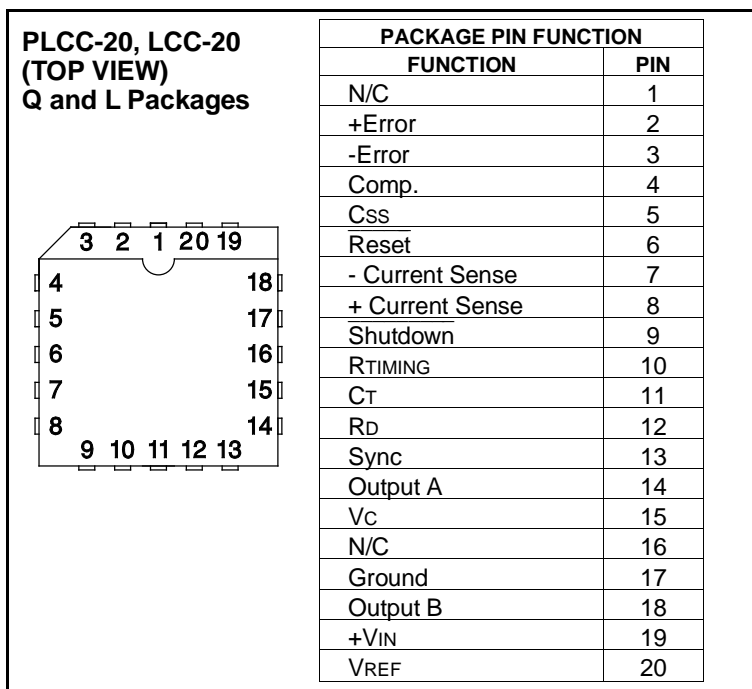 PLCC-20, LCC-20
(TOP VIEW)
Q and L Packages
3 2 1 20 19
4 18
5 17
6 16
7 15
8 14
9 10 11 12 13
PACKAGE PIN FUNCTION
FUNCTION PIN
N/C 1
+Error 2
-Error 3
Comp. 4
CSS 5
Reset 6
- Current Sense 7
+ Current Sense 8
Shutdown 9
RTIMING 10
CT 11
RD 12
Sync 13
Output A 14
VC 15
N/C 16
Ground 17
Output B 18
+VIN 19
VREF 20